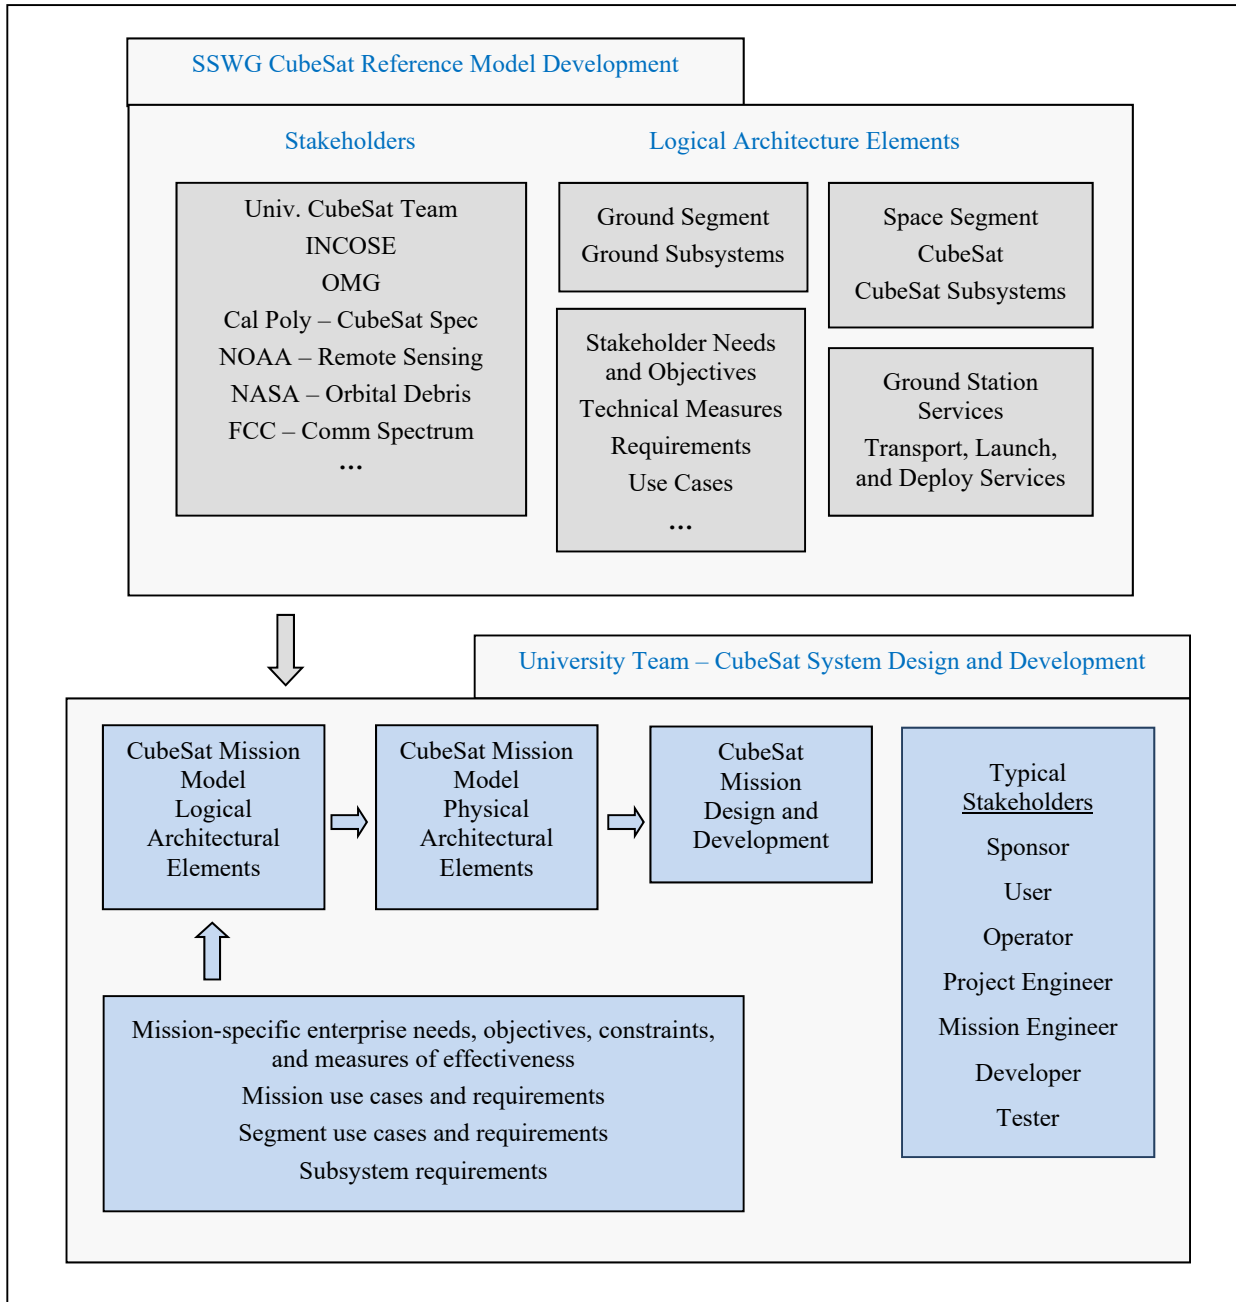 SSWG CubeSat Reference Model Development
Stakeholders
Univ. CubeSat Team
INCOSE
OMG
Cal Poly – CubeSat Spec
NOAA – Remote Sensing
NASA – Orbital Debris
FCC – Comm Spectrum
...
Logical Architecture Elements
Ground Segment
Ground Subsystems
Stakeholder Needs
and Objectives
Technical Measures
Requirements
Use Cases
...
Space Segment
CubeSat
CubeSat Subsystems
Ground Station
Services
Transport, Launch,
and Deploy Services
University Team – CubeSat System Design and Development
CubeSat Mission
Model
Logical
Architectural
Elements
CubeSat Mission
Model
Physical
Architectural
Elements
CubeSat
Mission
Design and
Development
Mission-specific enterprise needs, objectives, constraints,
and measures of effectiveness
Mission use cases and requirements
Segment use cases and requirements
Subsystem requirements
Typical
Stakeholders
Sponsor
User
Operator
Project Engineer
Mission Engineer
Developer
Tester